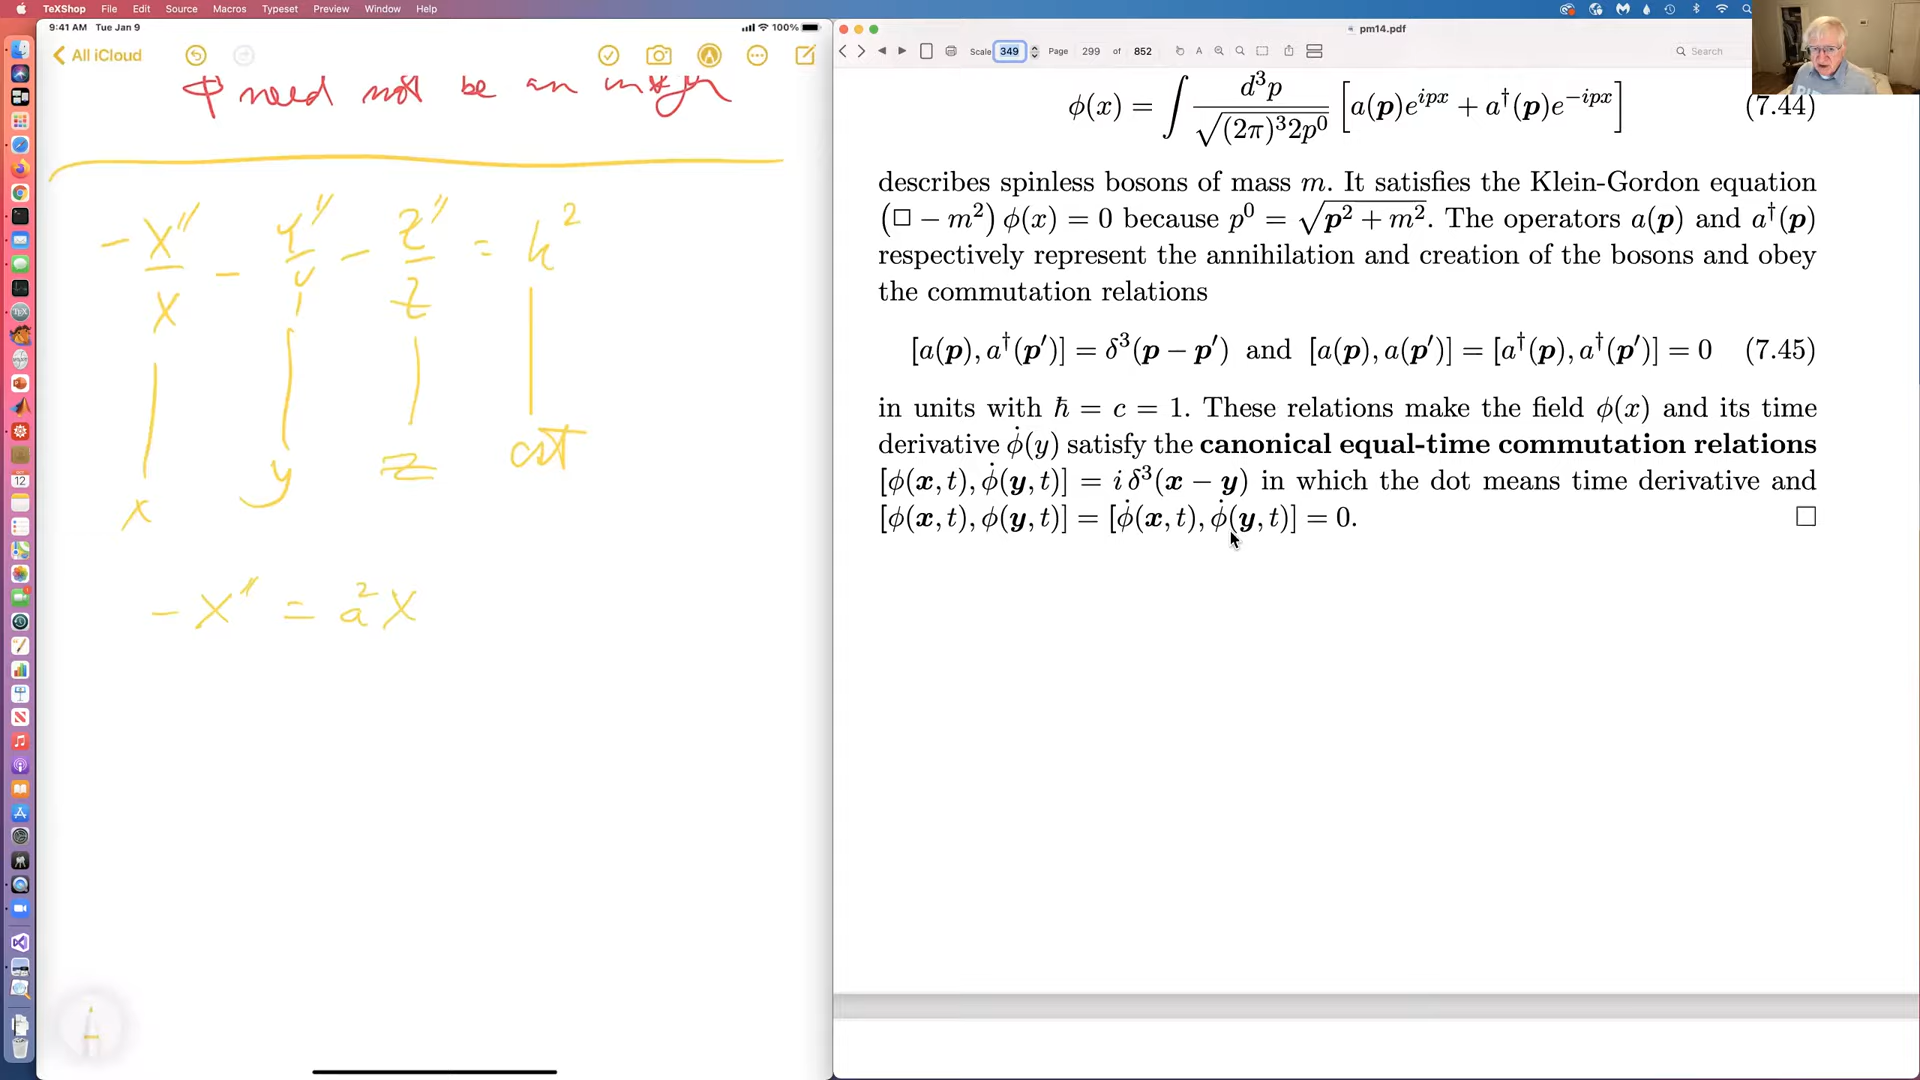 TeXShop File Edit Source Macros Typeset Preview Window Help
9:41 AM Tue Jan 9
100%
All iCloud
Φ need not be an
- X''/X - Y''/Y - Z''/Z = k²
x y z cst
- X'' = a² X
pm14.pdf
Scale 349 Page 299 of 852
Search
ϕ(x) = ∫ d³p / √((2π)³2p⁰) [a(p)e^{ipx} + a†(p)e^{−ipx}] (7.44)
describes spinless bosons of mass m. It satisfies the Klein-Gordon equation
(□ − m²) ϕ(x) = 0 because p⁰ = √(p² + m²). The operators a(p) and a†(p)
respectively represent the annihilation and creation of the bosons and obey
the commutation relations
[a(p), a†(p′)] = δ³(p − p′) and [a(p), a(p′)] = [a†(p), a†(p′)] = 0 (7.45)
in units with ℏ = c = 1. These relations make the field ϕ(x) and its time
derivative ϕ̇(y) satisfy the canonical equal-time commutation relations
[ϕ(x, t), ϕ̇(y, t)] = i δ³(x − y) in which the dot means time derivative and
[ϕ(x, t), ϕ(y, t)] = [ϕ̇(x, t), ϕ̇(y, t)] = 0. □